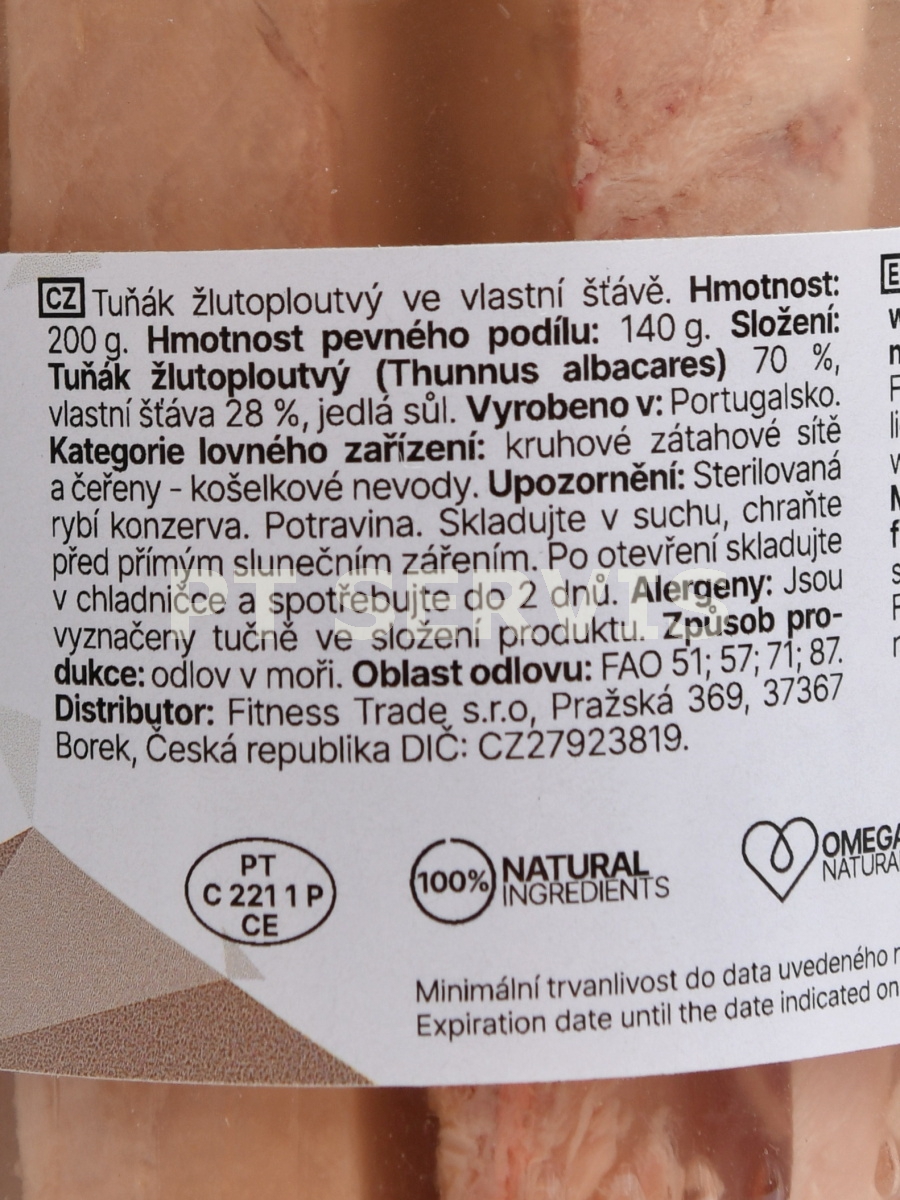 CZ Tuňák žlutoploutvý ve vlastní šťávě. Hmotnost:
200 g. Hmotnost pevného podílu: 140 g. Složení:
Tuňák žlutoploutvý (Thunnus albacares) 70 %,
vlastní šťáva 28 %, jedlá sůl. Vyrobeno v: Portugalsko.
Kategorie lovného zařízení: kruhové zátahové sítě
a čeřeny - košelkové nevody. Upozornění: Sterilovaná
rybí konzerva. Potravina. Skladujte v suchu, chraňte
před přímým slunečním zářením. Po otevření skladujte
v chladničce a spotřebujte do 2 dnů. Alergeny: Jsou
vyznačeny tučně ve složení produktu. Způsob pro-
dukce: odlov v moři. Oblast odlovu: FAO 51; 57; 71; 87.
Distributor: Fitness Trade s.r.o, Pražská 369, 37367
Borek, Česká republika DIČ: CZ27923819.
PT SERVIS
PT
C 221 1 P
CE
100% NATURAL
INGREDIENTS
OMEGA
NATURA
Minimální trvanlivost do data uvedeného
Expiration date until the date indicated on